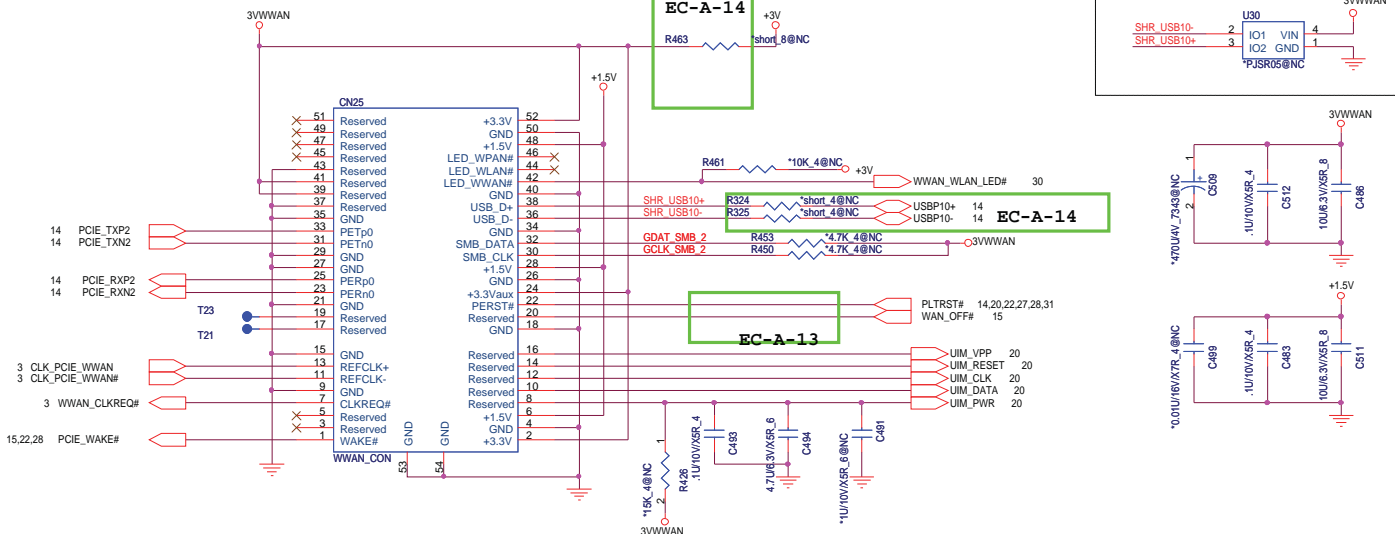 EC-A-14
3VWWAN
+3V
R463
*short_8@NC
3VWWAN
U30
SHR_USB10-
2
IO1
VIN
4
SHR_USB10+
3
IO2
GND
1
*PJSR05@NC
+1.5V
CN25
51 Reserved +3.3V 52
49 Reserved GND 50
47 Reserved +1.5V 48
45 Reserved LED_WPAN# 46
43 Reserved LED_WLAN# 44
41 Reserved LED_WWAN# 42
39 Reserved GND 40
37 Reserved USB_D+ 38
35 GND USB_D- 36
33 PETp0 GND 34
31 PETn0 SMB_DATA 32
29 GND SMB_CLK 30
27 GND +1.5V 28
25 PERp0 GND 26
23 PERn0 +3.3Vaux 24
21 GND PERST# 22
19 Reserved Reserved 20
17 Reserved GND 18
15 GND Reserved 16
13 REFCLK+ Reserved 14
11 REFCLK- Reserved 12
9 GND Reserved 10
7 CLKREQ# Reserved 8
5 Reserved +1.5V 6
3 Reserved GND 4
1 WAKE# +3.3V 2
GND GND
53 54
WWAN_CON
14 PCIE_TXP2
14 PCIE_TXN2
14 PCIE_RXP2
14 PCIE_RXN2
T23
T21
3 CLK_PCIE_WWAN
3 CLK_PCIE_WWAN#
3 WWAN_CLKREQ#
15,22,28 PCIE_WAKE#
R461 *10K_4@NC +3V
WWAN_WLAN_LED# 30
SHR_USB10+ R324 *short_4@NC USBP10+ 14
SHR_USB10- R325 *short_4@NC USBP10- 14
EC-A-14
GDAT_SMB_2 R453 *4.7K_4@NC 3VWWAN
GCLK_SMB_2 R450 *4.7K_4@NC
PLTRST# 14,20,22,27,28,31
WAN_OFF# 15
EC-A-13
UIM_VPP 20
UIM_RESET 20
UIM_CLK 20
UIM_DATA 20
UIM_PWR 20
1
2
*15K_4@NC
R426
3VWWAN
.1U/10V/X5R_4
C493
4.7U/6.3V/X5R_6
C494
*1U/10V/X5R_6@NC
C491
3VWWAN
1
+
2
*470U/4V_7343@NC
C509
.1U/10V/X5R_4
C512
10U/6.3V/X5R_8
C486
+1.5V
*0.01U/16V/X7R_4@NC
C499
.1U/10V/X5R_4
C483
10U/6.3V/X5R_8
C511